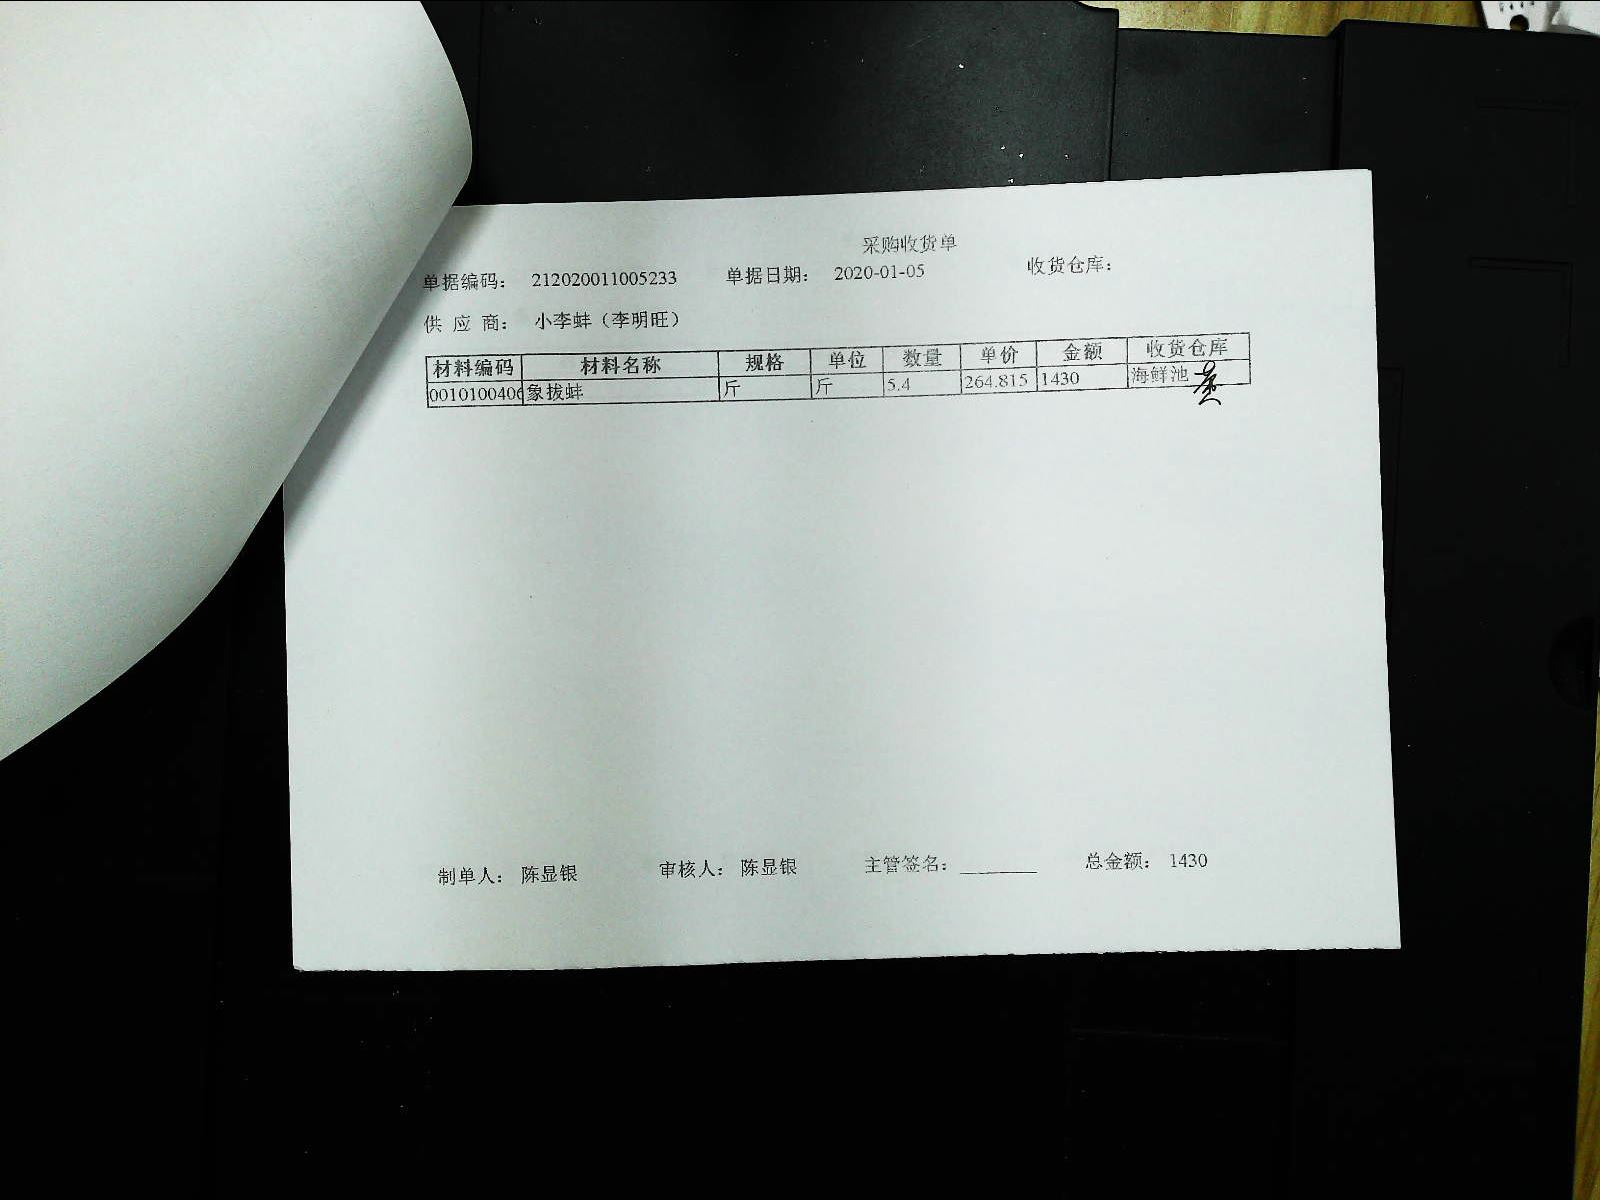 采购收货单
单据编码： 212020011005233 单据日期： 2020-01-05 收货仓库：
供 应 商： 小李蚌（李明旺）
材料编码 材料名称 规格 单位 数量 单价 金额 收货仓库
0010100406 象拔蚌 斤 斤 5.4 264.815 1430 海鲜池
制单人： 陈显银 审核人： 陈显银 主管签名：________ 总金额： 1430